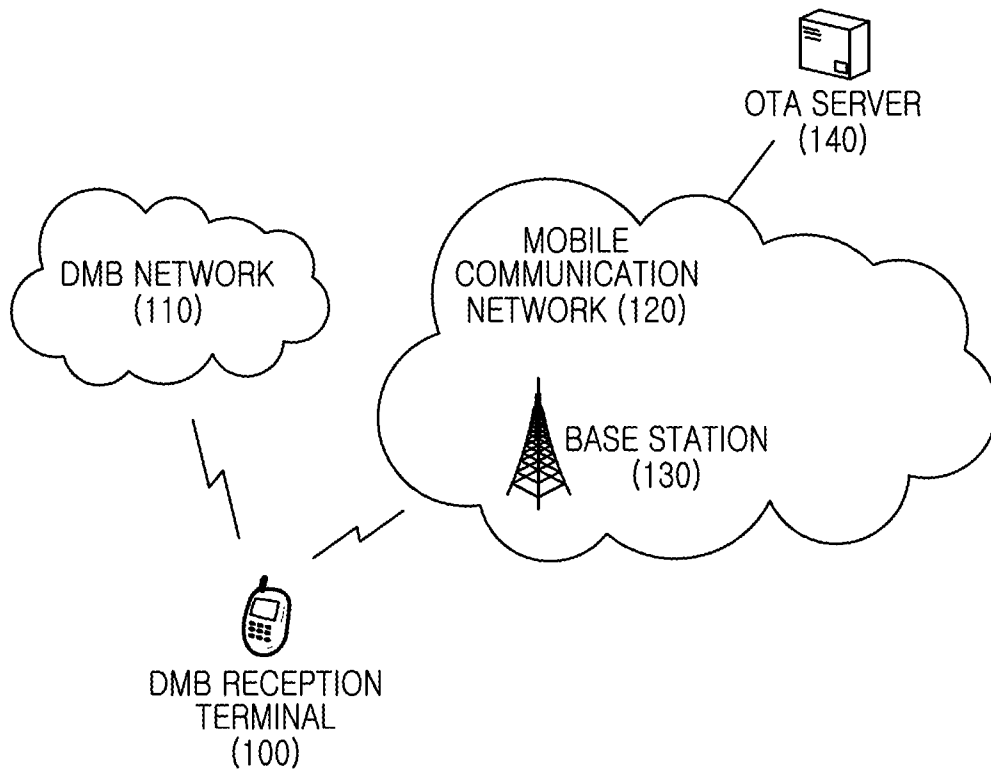 OTA SERVER
(140)
DMB NETWORK
(110)
MOBILE
COMMUNICATION
NETWORK (120)
BASE STATION
(130)
DMB RECEPTION
TERMINAL
(100)